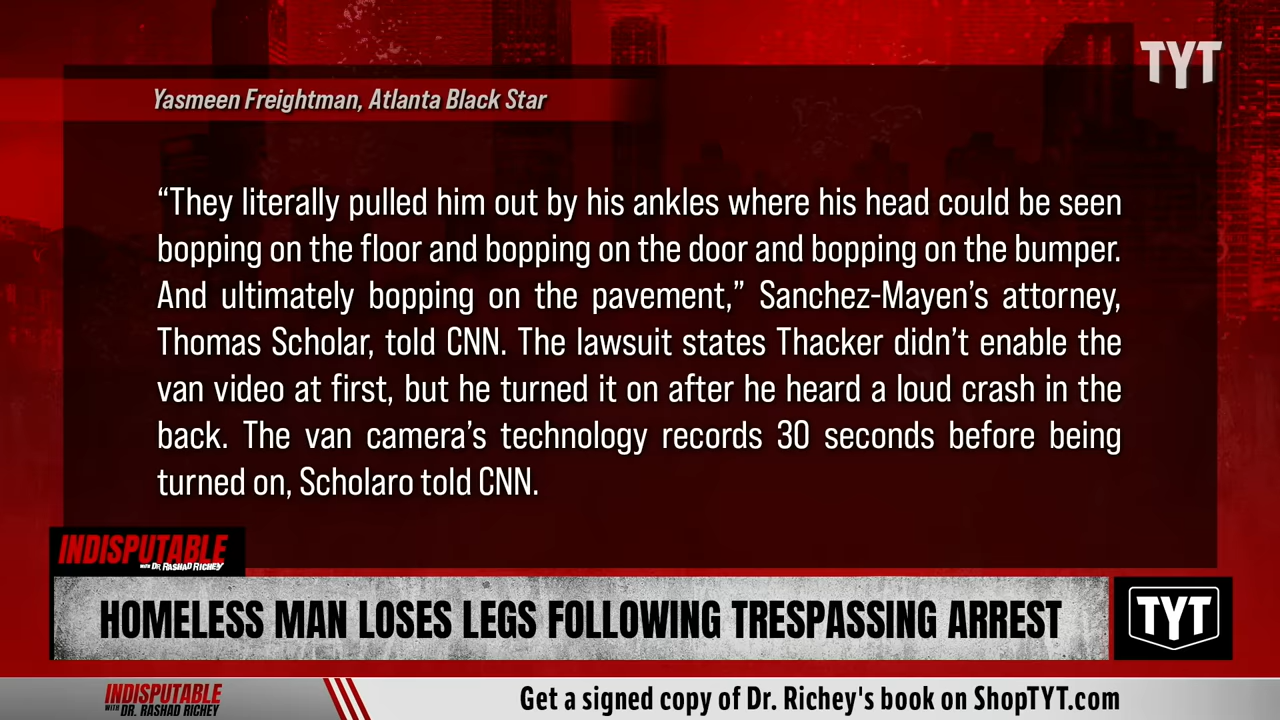 TYT
Yasmeen Freightman, Atlanta Black Star
“They literally pulled him out by his ankles where his head could be seen
bopping on the floor and bopping on the door and bopping on the bumper.
And ultimately bopping on the pavement,” Sanchez-Mayen’s attorney,
Thomas Scholar, told CNN. The lawsuit states Thacker didn’t enable the
van video at first, but he turned it on after he heard a loud crash in the
back. The van camera’s technology records 30 seconds before being
turned on, Scholaro told CNN.
INDISPUTABLE
WITH DR. RASHAD RICHEY
HOMELESS MAN LOSES LEGS FOLLOWING TRESPASSING ARREST
TYT
INDISPUTABLE
WITH DR. RASHAD RICHEY
Get a signed copy of Dr. Richey's book on ShopTYT.com